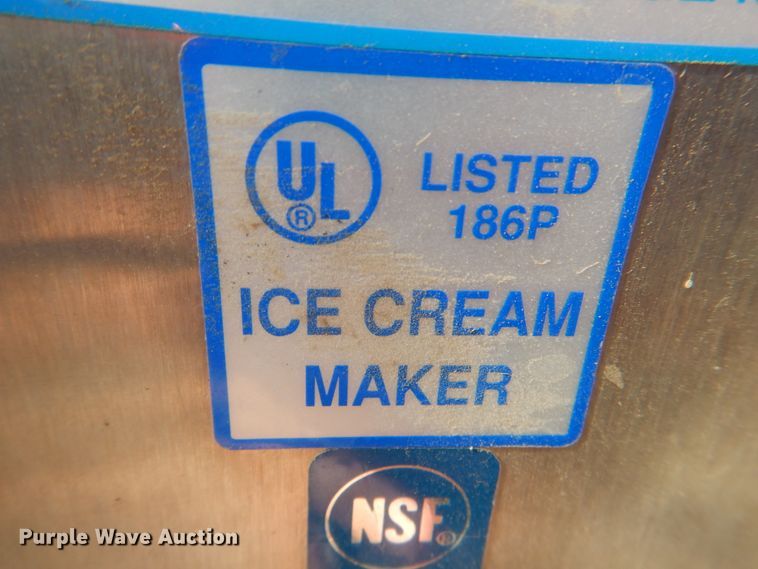 UL®
LISTED
186P
ICE CREAM
MAKER
NSF®
Purple Wave Auction®